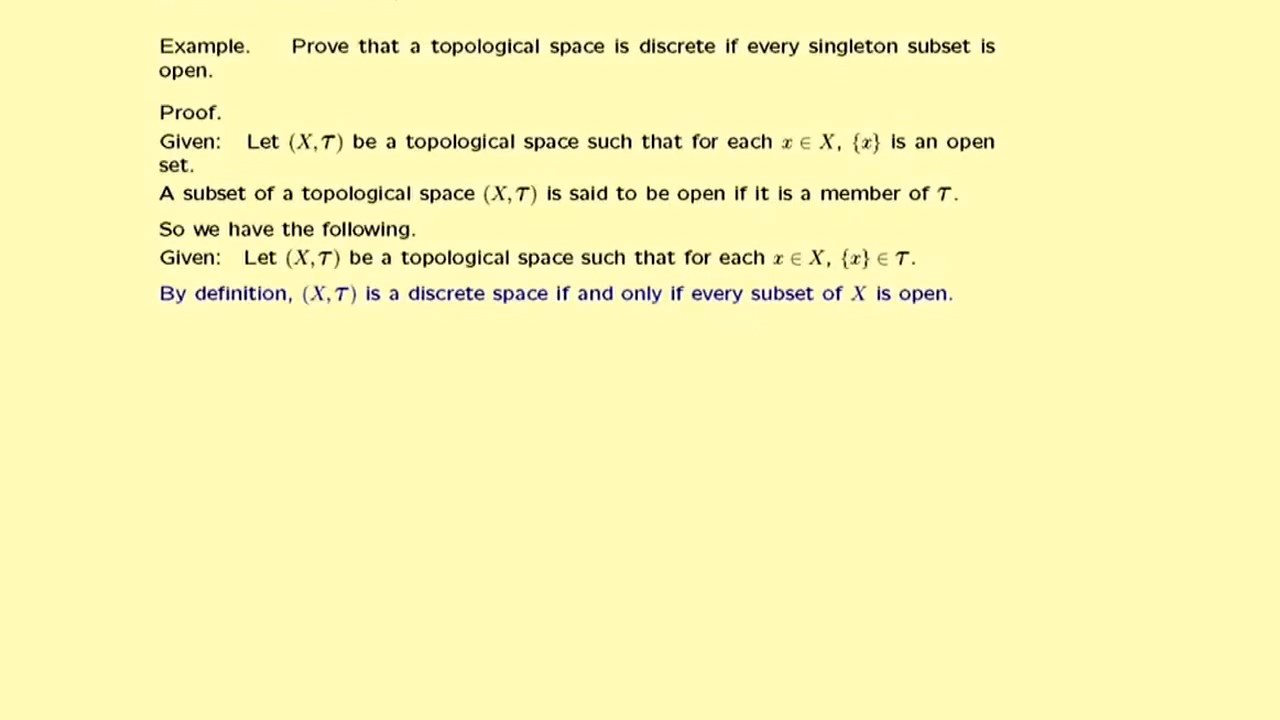 Example. Prove that a topological space is discrete if every singleton subset is
open.
Proof.
Given: Let (X, 𝒯) be a topological space such that for each x ∈ X, {x} is an open
set.
A subset of a topological space (X, 𝒯) is said to be open if it is a member of 𝒯.
So we have the following.
Given: Let (X, 𝒯) be a topological space such that for each x ∈ X, {x} ∈ 𝒯.
By definition, (X, 𝒯) is a discrete space if and only if every subset of X is open.